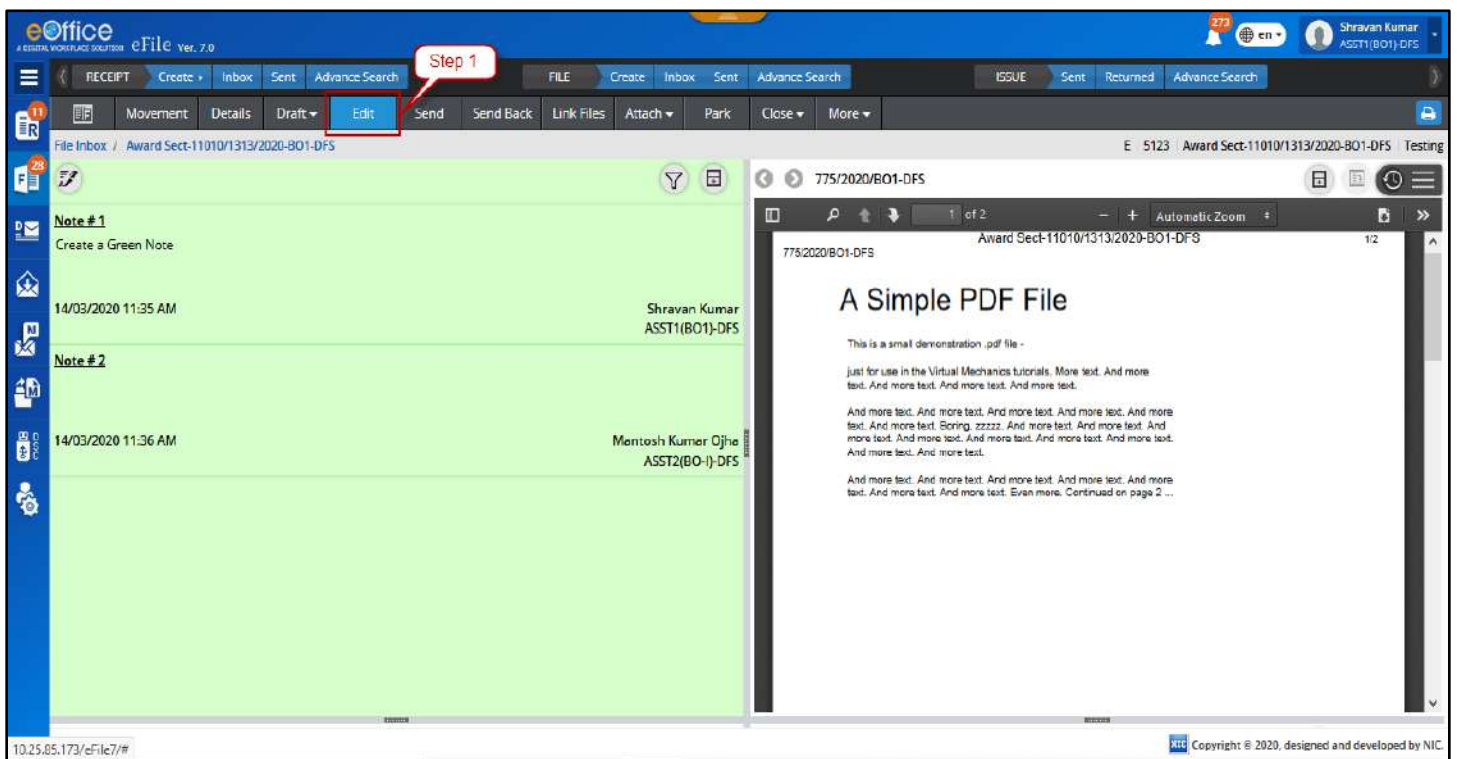 eOffice
A DIGITAL WORKPLACE SOLUTION eFile Ver. 7.0
273
en
Shravan Kumar
ASST1(BO1)-DFS
Step 1
RECEIPT Create Inbox Sent Advance Search FILE Create Inbox Sent Advance Search ISSUE Sent Returned Advance Search
Movement Details Draft Edit Send Send Back Link Files Attach Park Close More
11
R
File Inbox / Award Sect-11010/1313/2020-BO1-DFS
E 5123 Award Sect-11010/1313/2020-BO1-DFS Testing
28
F
775/2020/BO1-DFS
1 of 2 Automatic Zoom
Note # 1
Create a Green Note
14/03/2020 11:35 AM Shravan Kumar
ASST1(BO1)-DFS
Note # 2
14/03/2020 11:36 AM Mantosh Kumar Ojha
ASST2(BO-I)-DFS
D
N
M
DSC
Award Sect-11010/1313/2020-BO1-DFS 1/2
775/2020/BO1-DFS
A Simple PDF File
This is a small demonstration .pdf file -
just for use in the Virtual Mechanics tutorials. More text. And more
text. And more text. And more text. And more text.
And more text. And more text. And more text. And more text. And more
text. And more text. Boring, zzzzz. And more text. And more text. And
more text. And more text. And more text. And more text. And more text.
And more text. And more text.
And more text. And more text. And more text. And more text. And more
text. And more text. And more text. Even more. Continued on page 2 ...
10.25.85.173/eFile7/#
NIC Copyright © 2020, designed and developed by NIC.